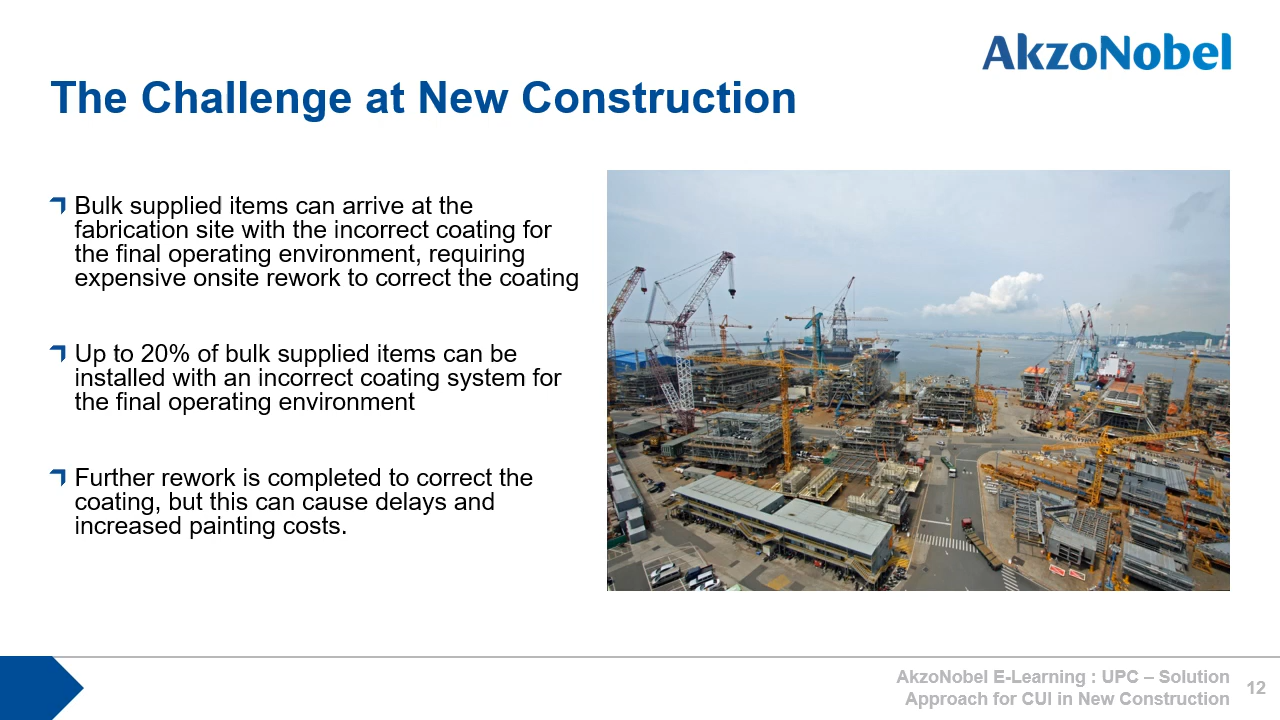 AkzoNobel
The Challenge at New Construction
Bulk supplied items can arrive at the
fabrication site with the incorrect coating for
the final operating environment, requiring
expensive onsite rework to correct the coating
Up to 20% of bulk supplied items can be
installed with an incorrect coating system for
the final operating environment
Further rework is completed to correct the
coating, but this can cause delays and
increased painting costs.
AkzoNobel E-Learning : UPC – Solution
Approach for CUI in New Construction
12